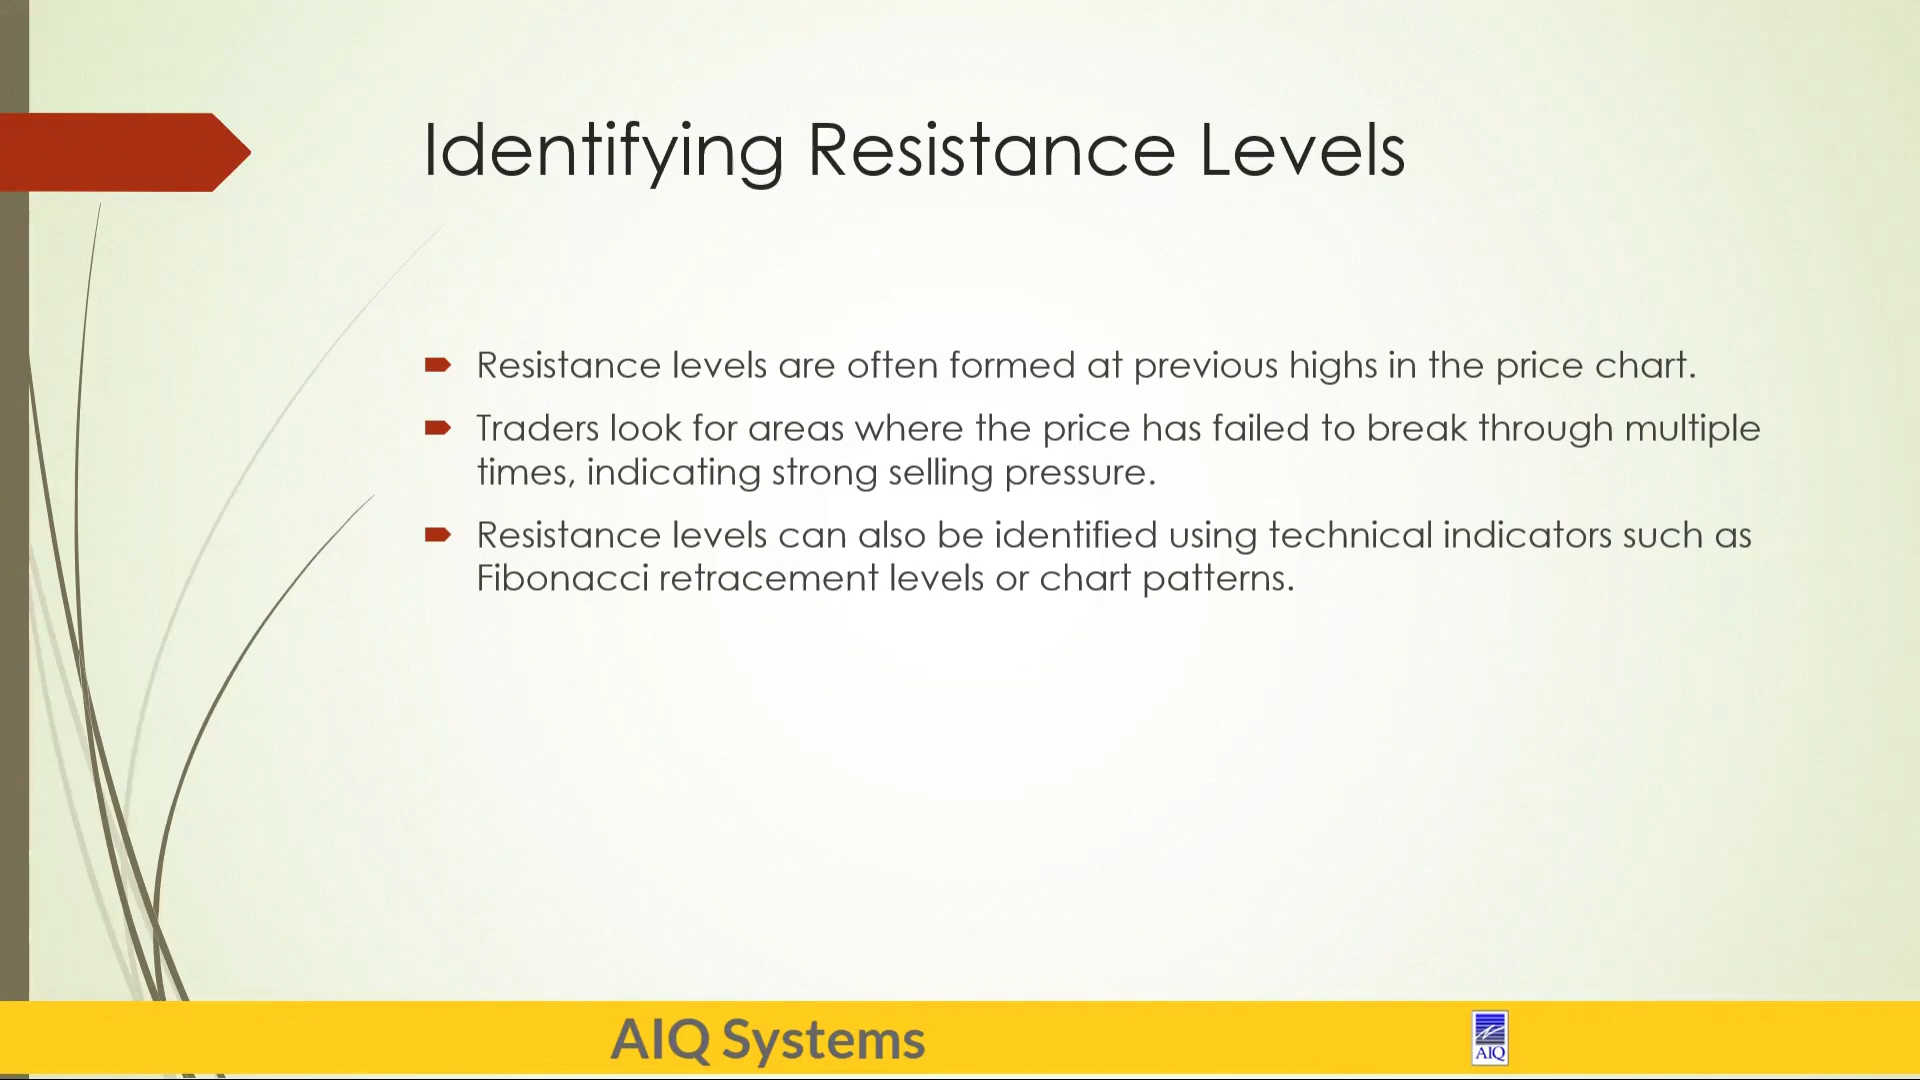 Identifying Resistance Levels
Resistance levels are often formed at previous highs in the price chart.
Traders look for areas where the price has failed to break through multiple
times, indicating strong selling pressure.
Resistance levels can also be identified using technical indicators such as
Fibonacci retracement levels or chart patterns.
AIQ Systems
AIQ